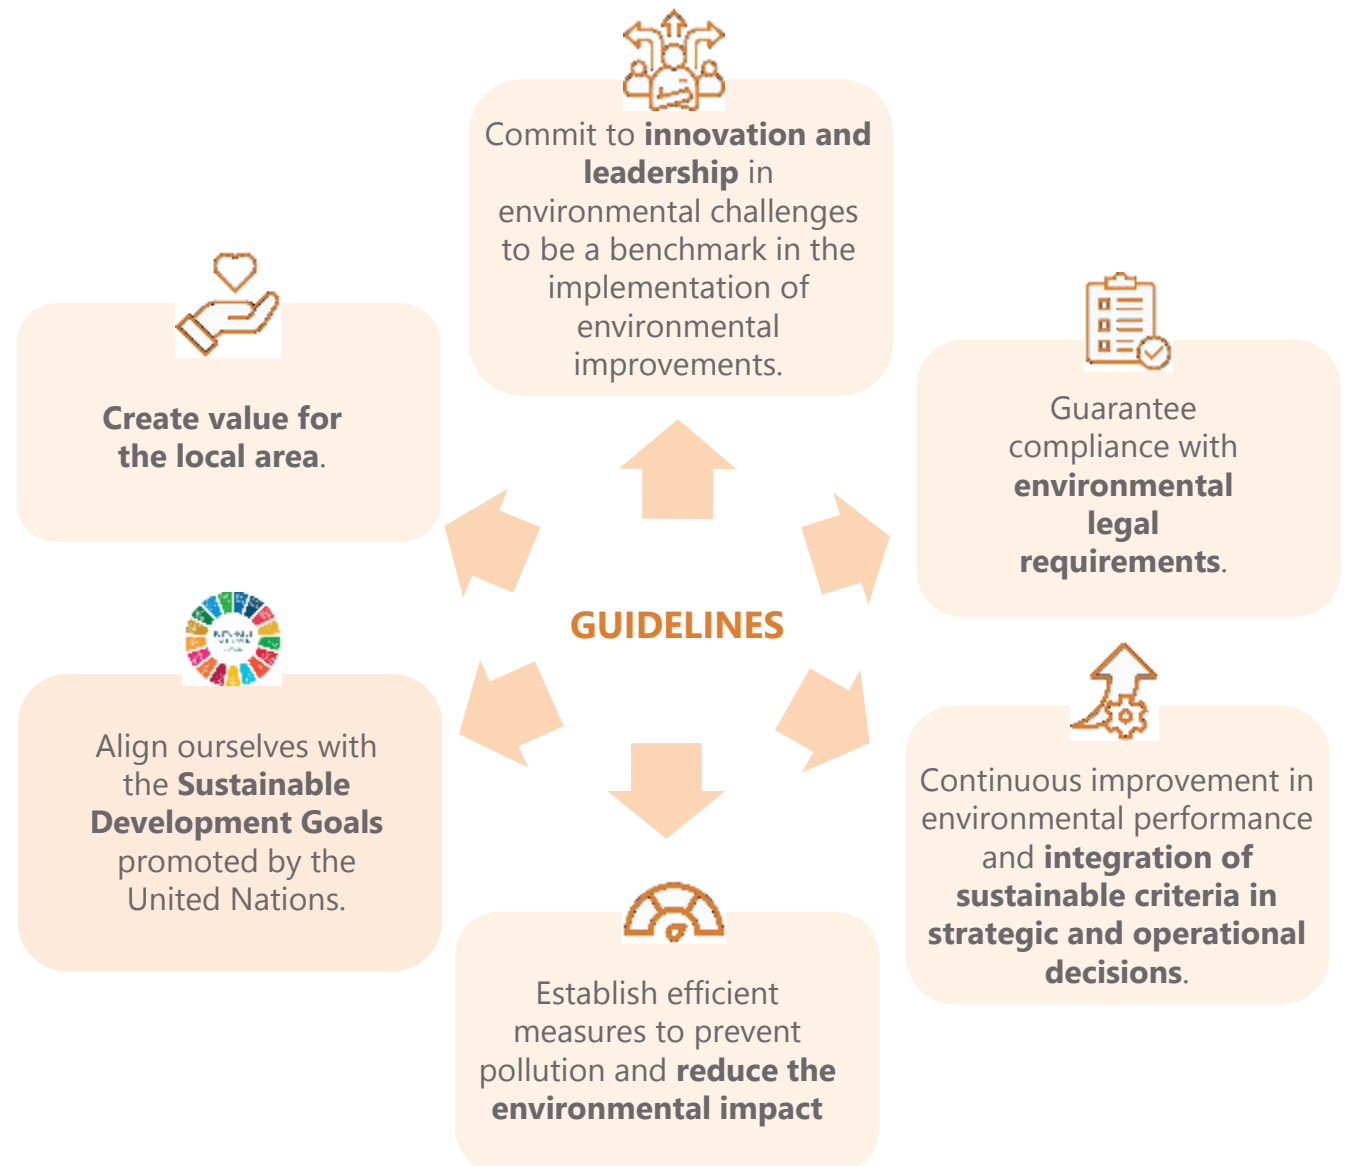 Commit to innovation and
leadership in
environmental challenges
to be a benchmark in the
implementation of
environmental
improvements.
Create value for
the local area.
Guarantee
compliance with
environmental
legal
requirements.
GUIDELINES
Align ourselves with
the Sustainable
Development Goals
promoted by the
United Nations.
Continuous improvement in
environmental performance
and integration of
sustainable criteria in
strategic and operational
decisions.
Establish efficient
measures to prevent
pollution and reduce the
environmental impact